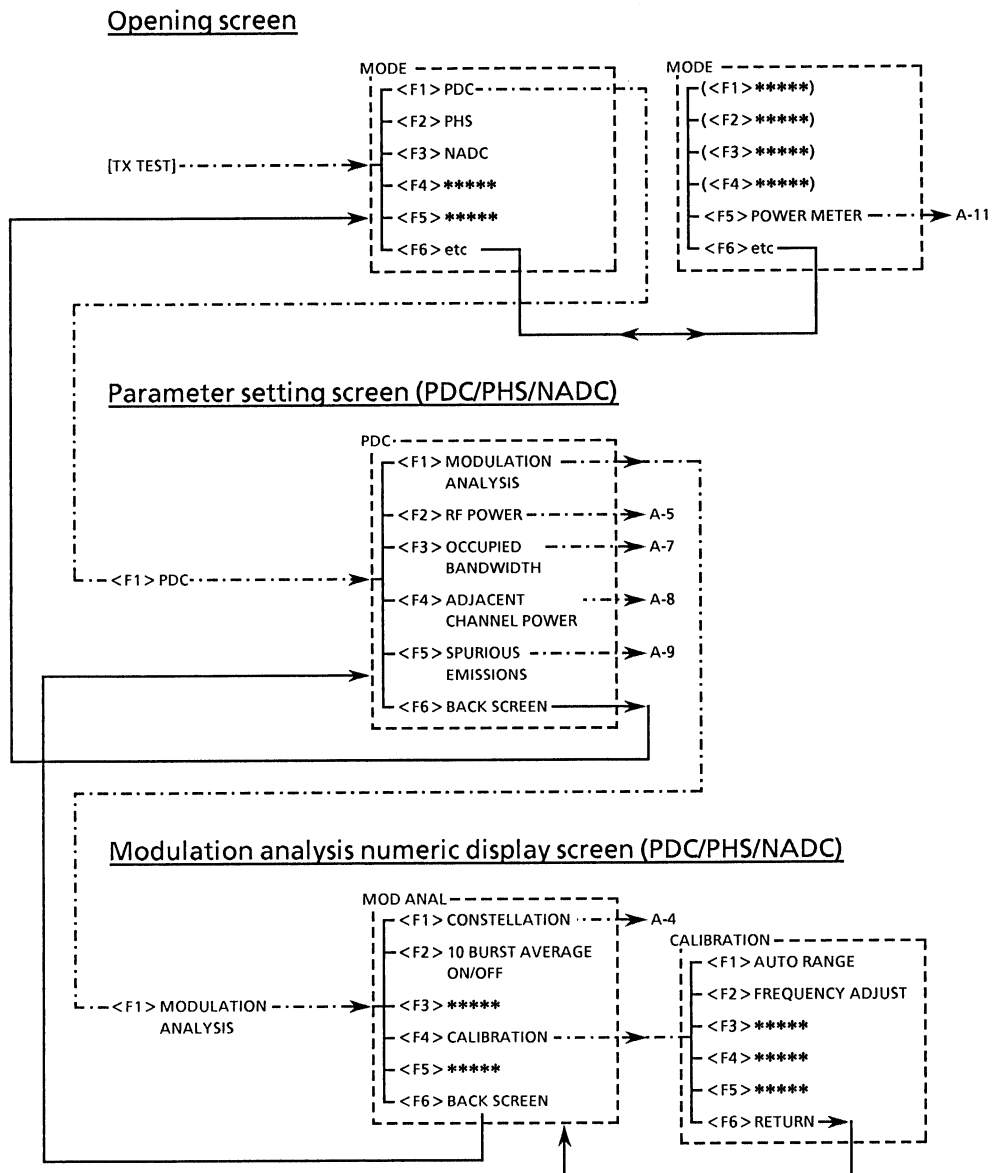 Opening screen
MODE
<F1> PDC
<F2> PHS
[TX TEST]
<F3> NADC
<F4> *****
<F5> *****
<F6> etc
MODE
(<F1> *****)
(<F2> *****)
(<F3> *****)
(<F4> *****)
<F5> POWER METER
A-11
<F6> etc
Parameter setting screen (PDC/PHS/NADC)
<F1> PDC
PDC
<F1> MODULATION
ANALYSIS
<F2> RF POWER
A-5
<F3> OCCUPIED
BANDWIDTH
A-7
<F4> ADJACENT
CHANNEL POWER
A-8
<F5> SPURIOUS
EMISSIONS
A-9
<F6> BACK SCREEN
Modulation analysis numeric display screen (PDC/PHS/NADC)
<F1> MODULATION
ANALYSIS
MOD ANAL
<F1> CONSTELLATION
A-4
<F2> 10 BURST AVERAGE
ON/OFF
<F3> *****
<F4> CALIBRATION
<F5> *****
<F6> BACK SCREEN
CALIBRATION
<F1> AUTO RANGE
<F2> FREQUENCY ADJUST
<F3> *****
<F4> *****
<F5> *****
<F6> RETURN